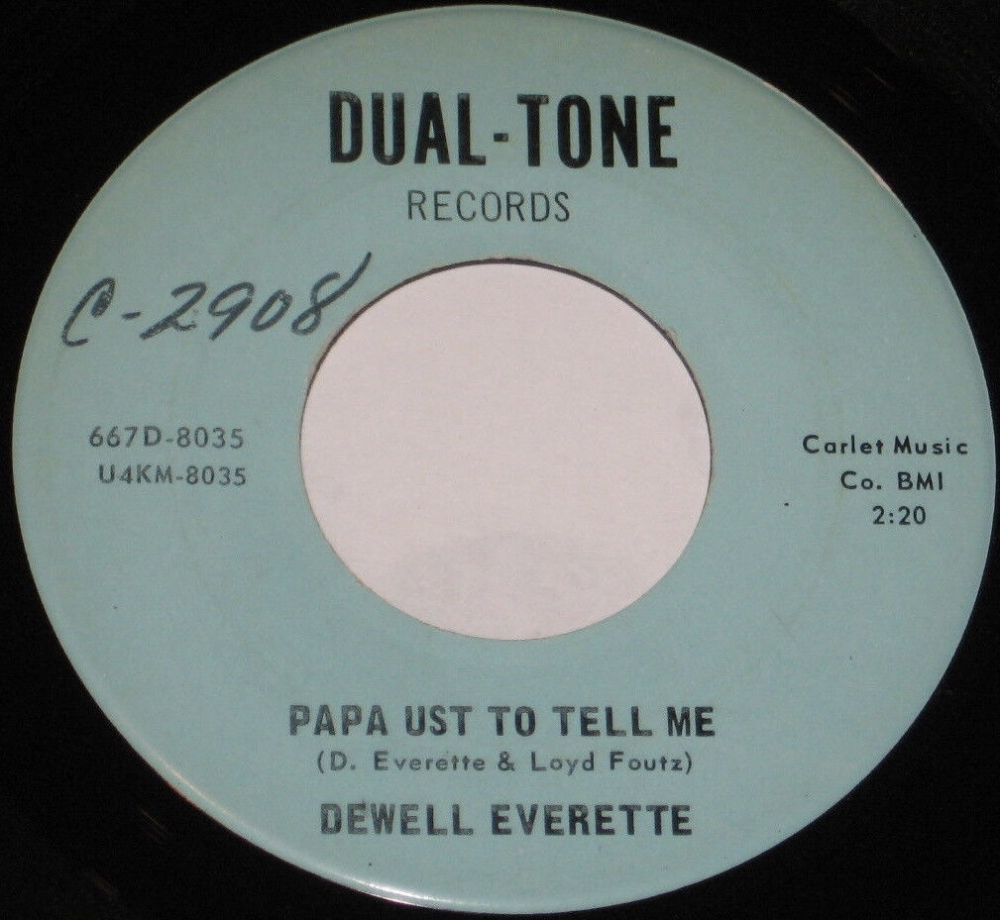 DUAL-TONE
RECORDS
C-2908
667D-8035
U4KM-8035
Carlet Music
Co. BMI
2:20
PAPA UST TO TELL ME
(D. Everette & Loyd Foutz)
DEWELL EVERETTE